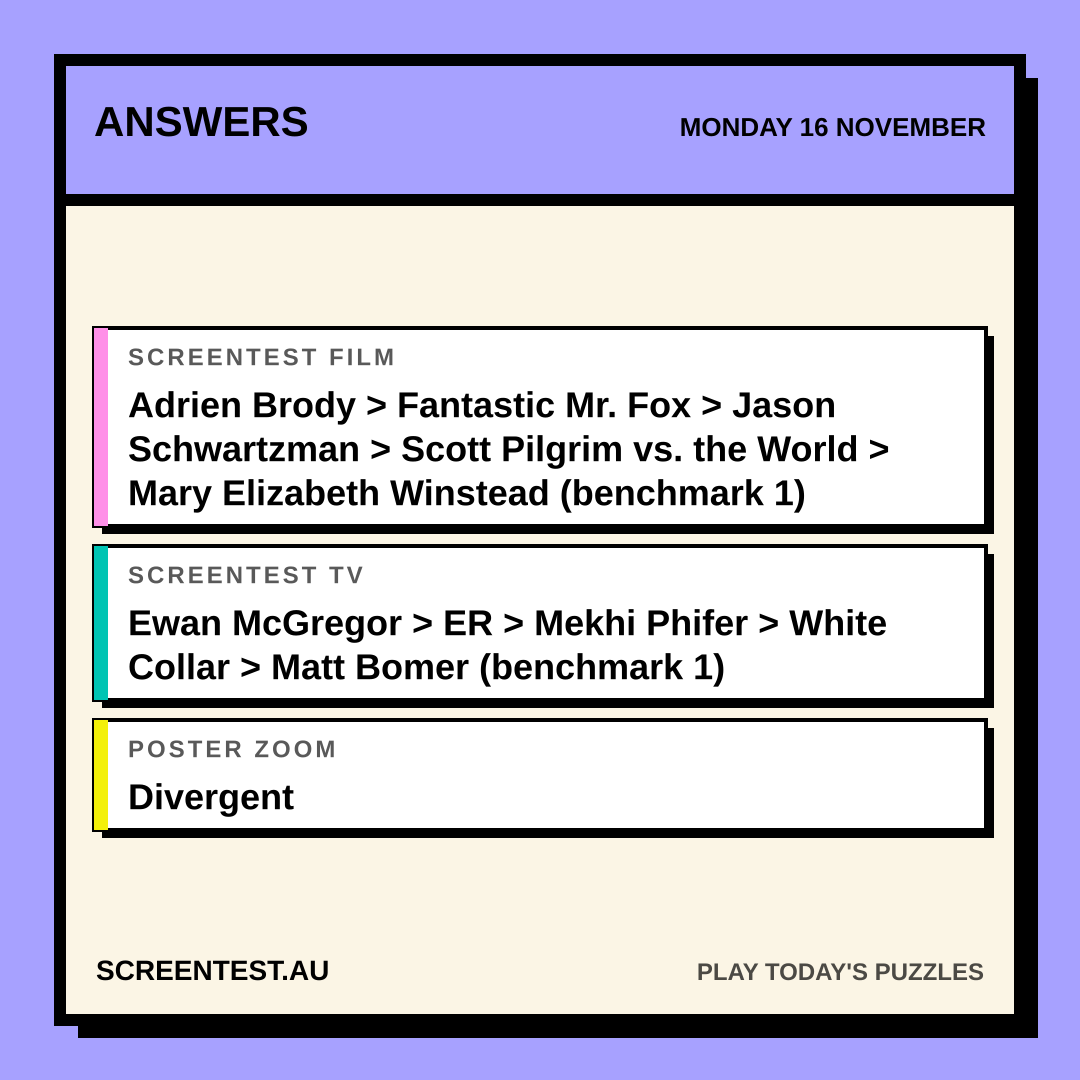 ANSWERS
MONDAY 16 NOVEMBER
SCREENTEST FILM
Adrien Brody > Fantastic Mr. Fox > Jason
Schwartzman > Scott Pilgrim vs. the World >
Mary Elizabeth Winstead (benchmark 1)
SCREENTEST TV
Ewan McGregor > ER > Mekhi Phifer > White
Collar > Matt Bomer (benchmark 1)
POSTER ZOOM
Divergent
SCREENTEST.AU
PLAY TODAY'S PUZZLES